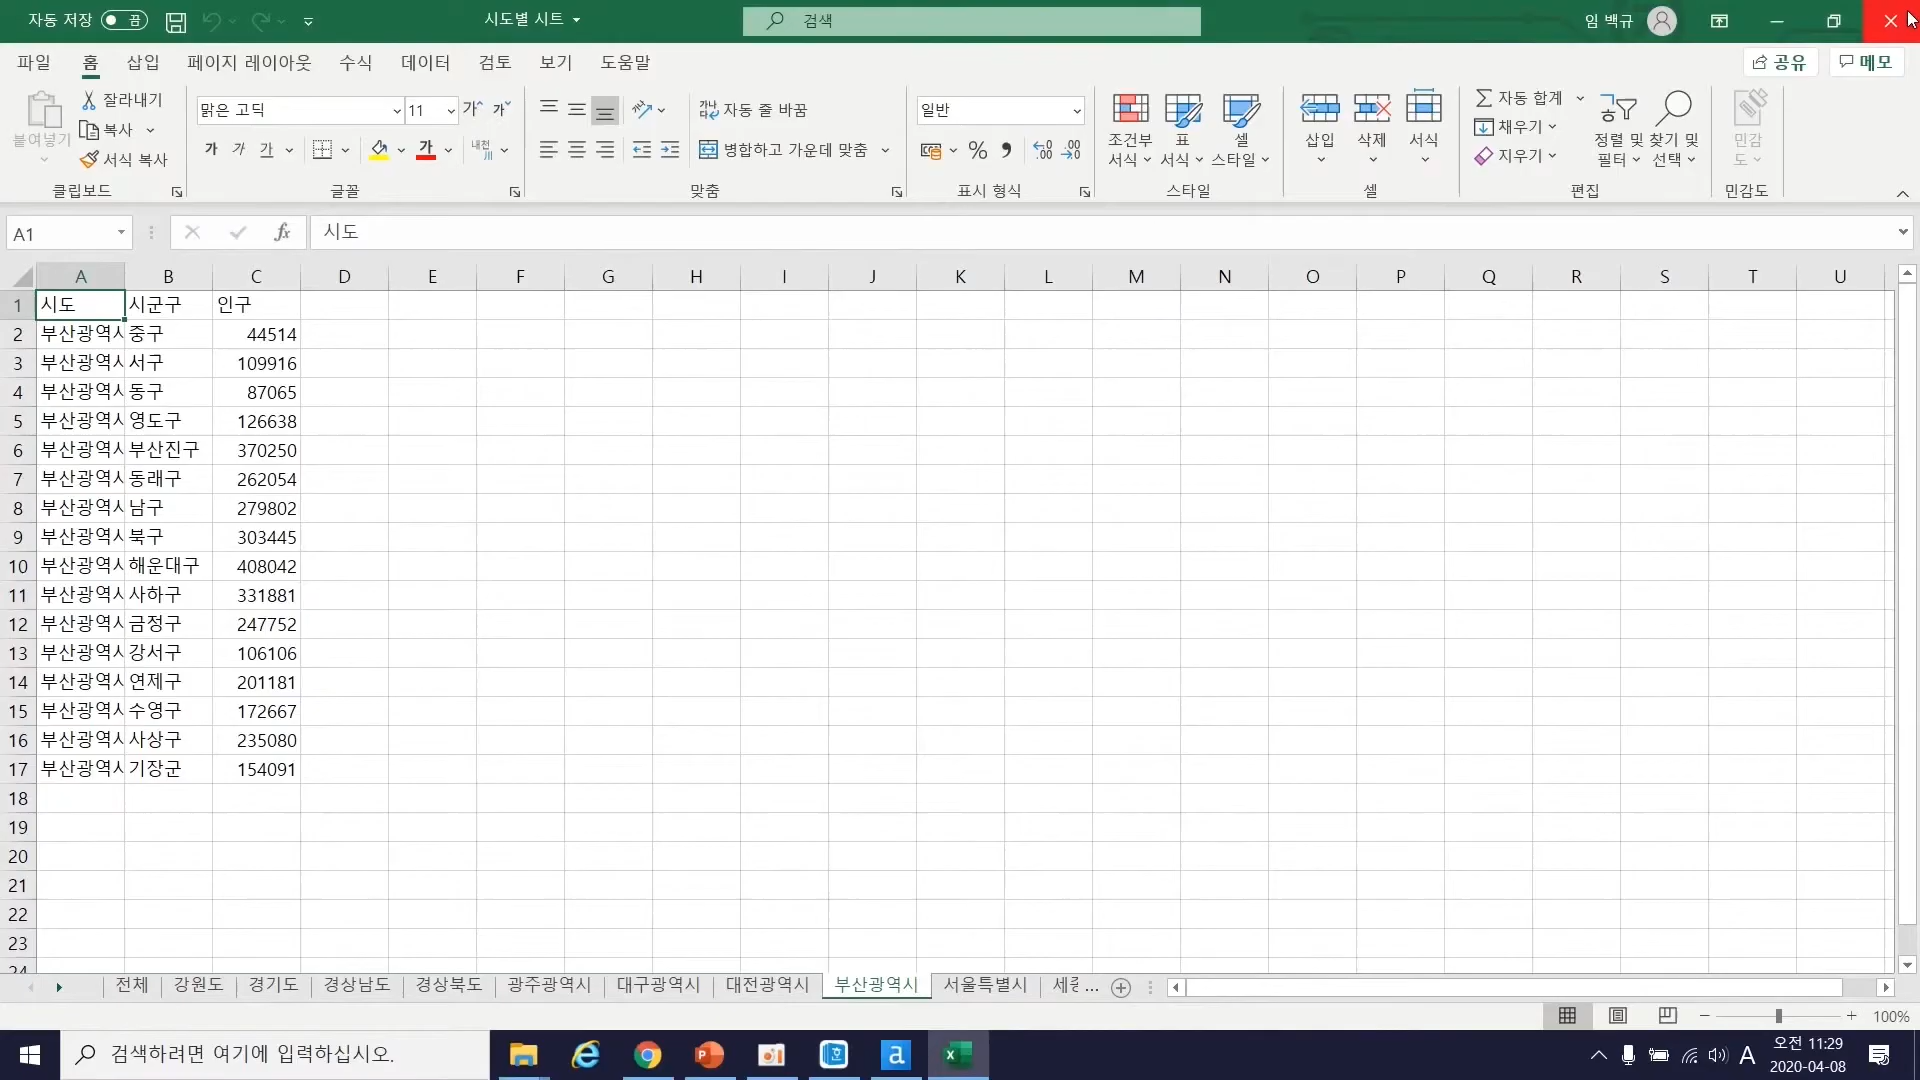 자동 저장 끔 시도별 시트 검색 임 백규
파일 홈 삽입 페이지 레이아웃 수식 데이터 검토 보기 도움말 공유 메모
붙여넣기 잘라내기 복사 서식 복사 클립보드
맑은 고딕 11 가 가
가 가 가 가 내천 글꼴
가나다 자동 줄 바꿈
병합하고 가운데 맞춤 맞춤
일반 % 표시 형식
조건부 서식 표 서식 셀 스타일 스타일
삽입 삭제 서식 셀
자동 합계 채우기 지우기 정렬 및 필터 찾기 및 선택 편집
민감도 민감도
A1 fx 시도
A B C D E F G H I J K L M N O P Q R S T U
1 시도 시군구 인구
2 부산광역시 중구 44514
3 부산광역시 서구 109916
4 부산광역시 동구 87065
5 부산광역시 영도구 126638
6 부산광역시 부산진구 370250
7 부산광역시 동래구 262054
8 부산광역시 남구 279802
9 부산광역시 북구 303445
10 부산광역시 해운대구 408042
11 부산광역시 사하구 331881
12 부산광역시 금정구 247752
13 부산광역시 강서구 106106
14 부산광역시 연제구 201181
15 부산광역시 수영구 172667
16 부산광역시 사상구 235080
17 부산광역시 기장군 154091
18
19
20
21
22
23
24
전체 강원도 경기도 경상남도 경상북도 광주광역시 대구광역시 대전광역시 부산광역시 서울특별시 세종 ...
100%
검색하려면 여기에 입력하십시오. A 오전 11:29
2020-04-08